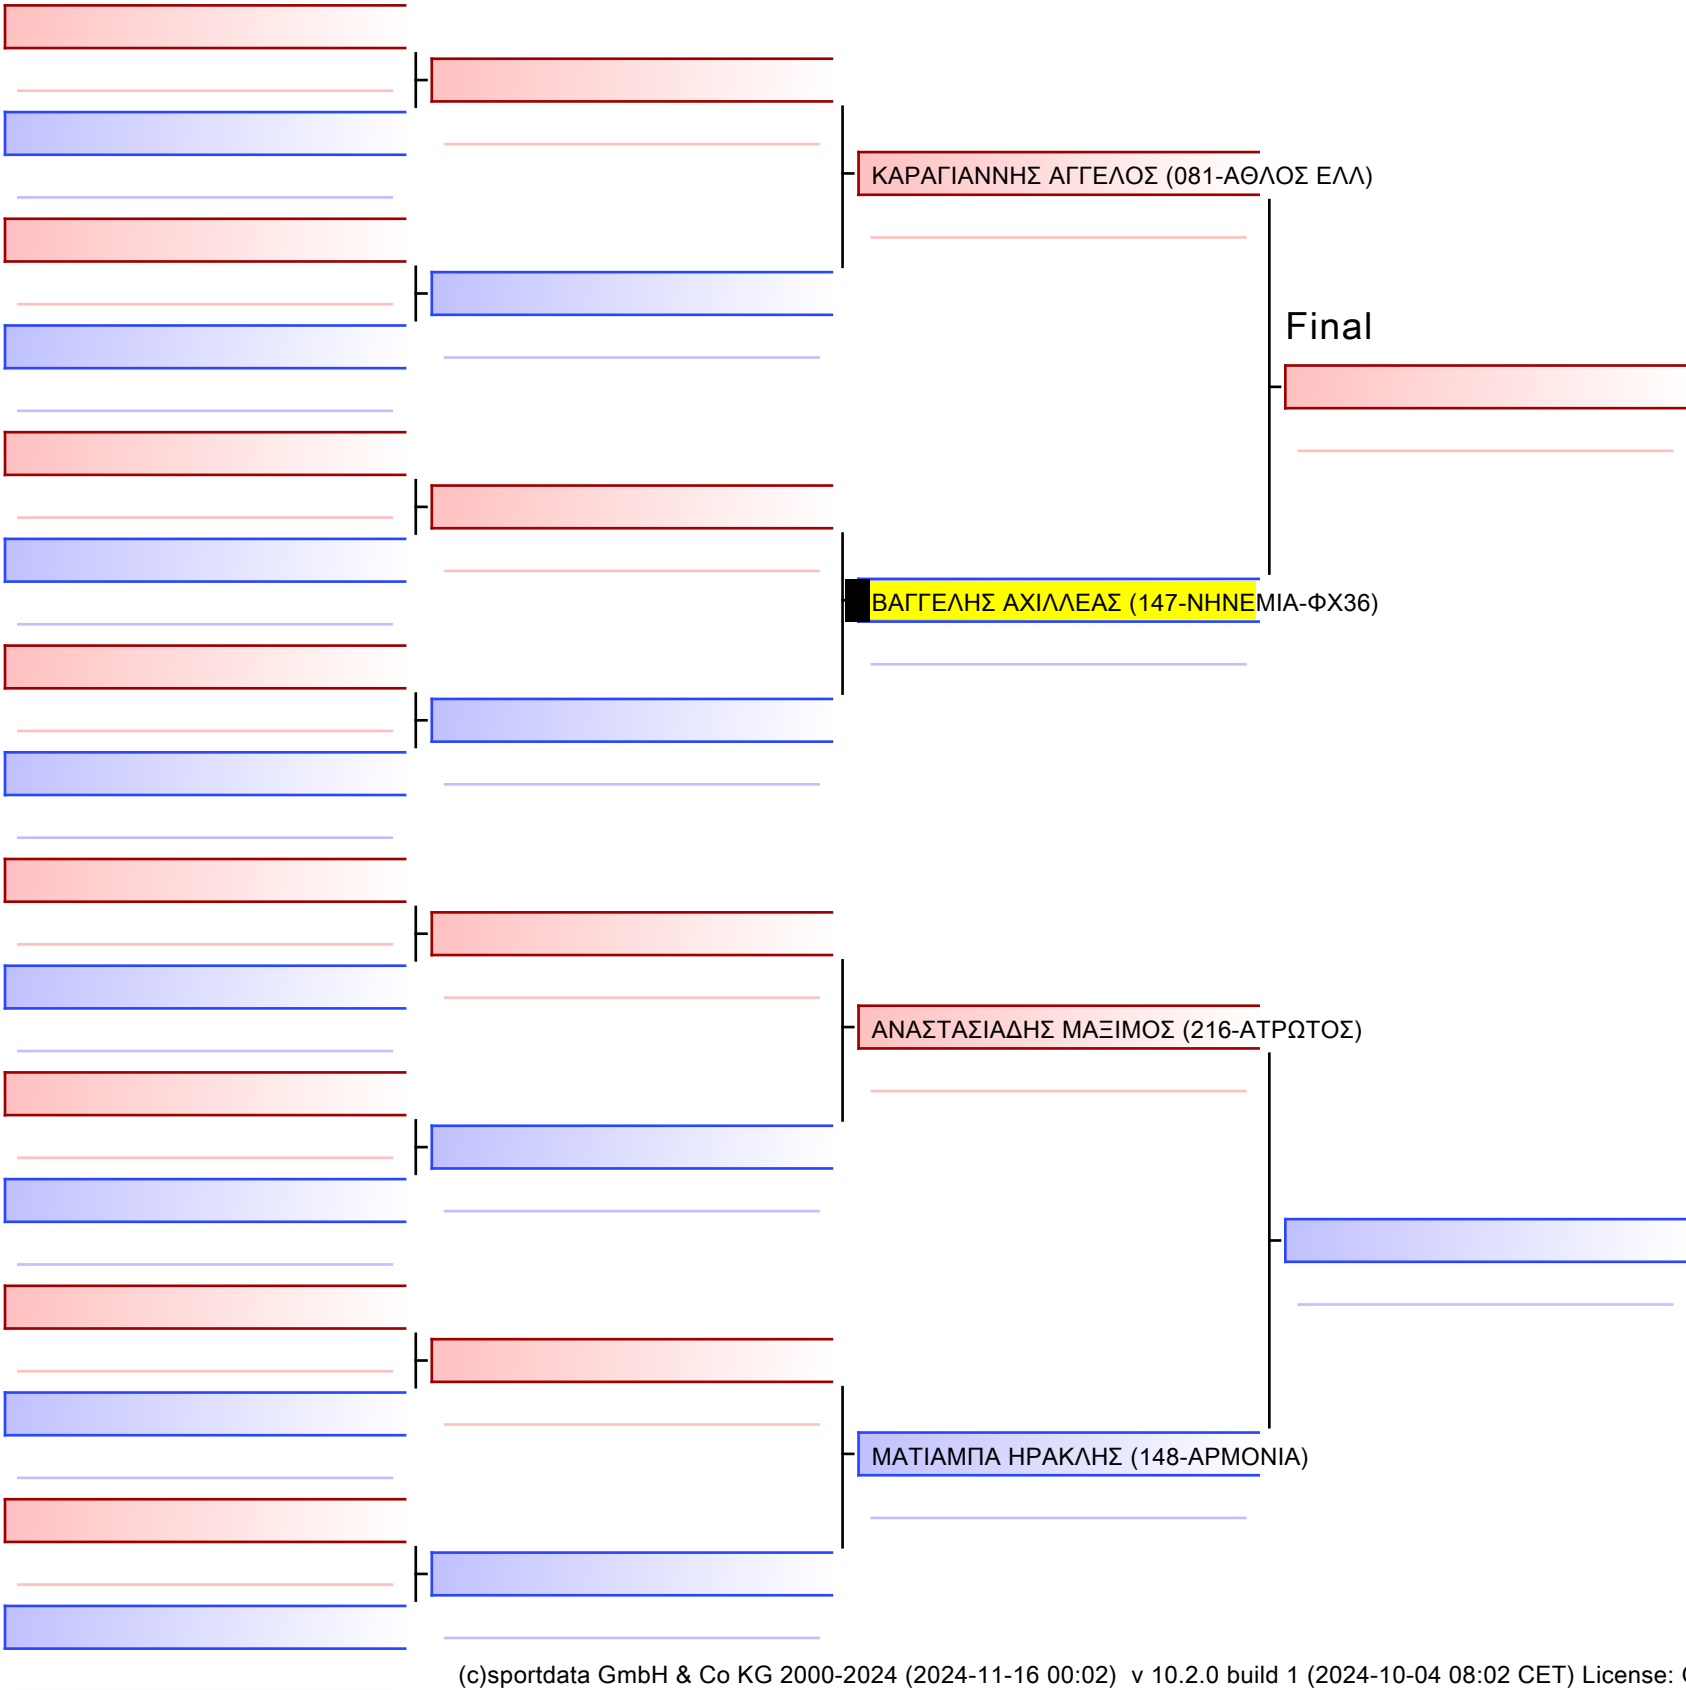 ΚΑΡΑΓΙΑΝΝΗΣ ΑΓΓΕΛΟΣ (081-ΑΘΛΟΣ ΕΛΛ)
Final
ΒΑΓΓΕΛΗΣ ΑΧΙΛΛΕΑΣ (147-ΝΗΝΕΜΙΑ-ΦΧ36)
ΑΝΑΣΤΑΣΙΑΔΗΣ ΜΑΞΙΜΟΣ (216-ΑΤΡΩΤΟΣ)
ΜΑΤΙΑΜΠΑ ΗΡΑΚΛΗΣ (148-ΑΡΜΟΝΙΑ)
(c)sportdata GmbH & Co KG 2000-2024 (2024-11-16 00:02) v 10.2.0 build 1 (2024-10-04 08:02 CET) License: